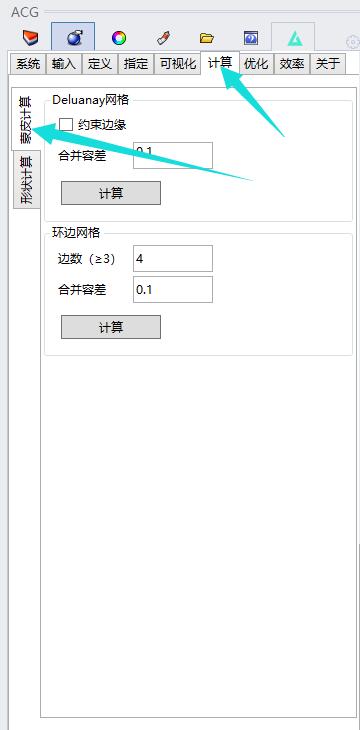 ACG
系统 输入 定义 指定 可视化 计算 优化 效率 关于
蒙皮计算
形状计算
Deluanay网格
约束边缘
合并容差 0.1
计算
环边网格
边数（≥3） 4
合并容差 0.1
计算